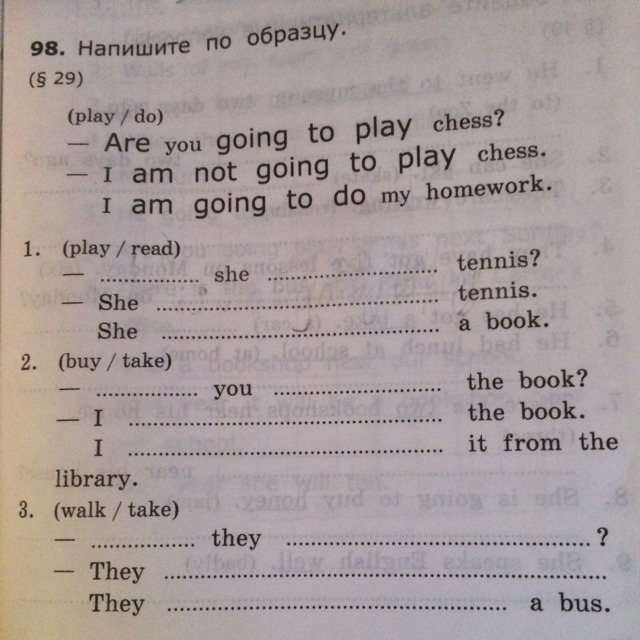 98. Напишите по образцу.
(§ 29)
(play / do)
— Are you going to play chess?
— I am not going to play chess.
I am going to do my homework.
1. (play / read)
— .................. she ........................... tennis?
— She ................................................ tennis.
She ................................................ a book.
2. (buy / take)
— .................. you ............................ the book?
— I ..................................................... the book.
I ..................................................... it from the
library.
3. (walk / take)
— .................. they ..................................................... ?
— They ...........................................................................
They ......................................................... a bus.